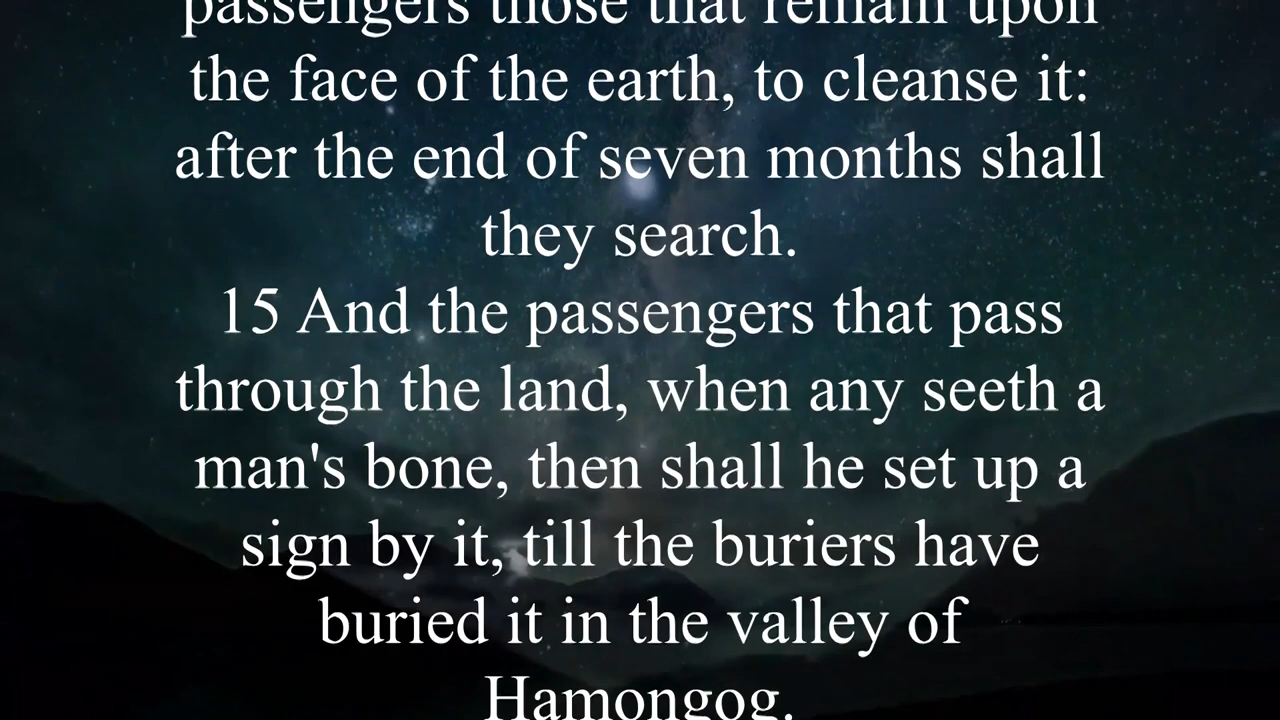 passengers those that remain upon
the face of the earth, to cleanse it:
after the end of seven months shall
they search.
15 And the passengers that pass
through the land, when any seeth a
man's bone, then shall he set up a
sign by it, till the buriers have
buried it in the valley of
Hamongog.